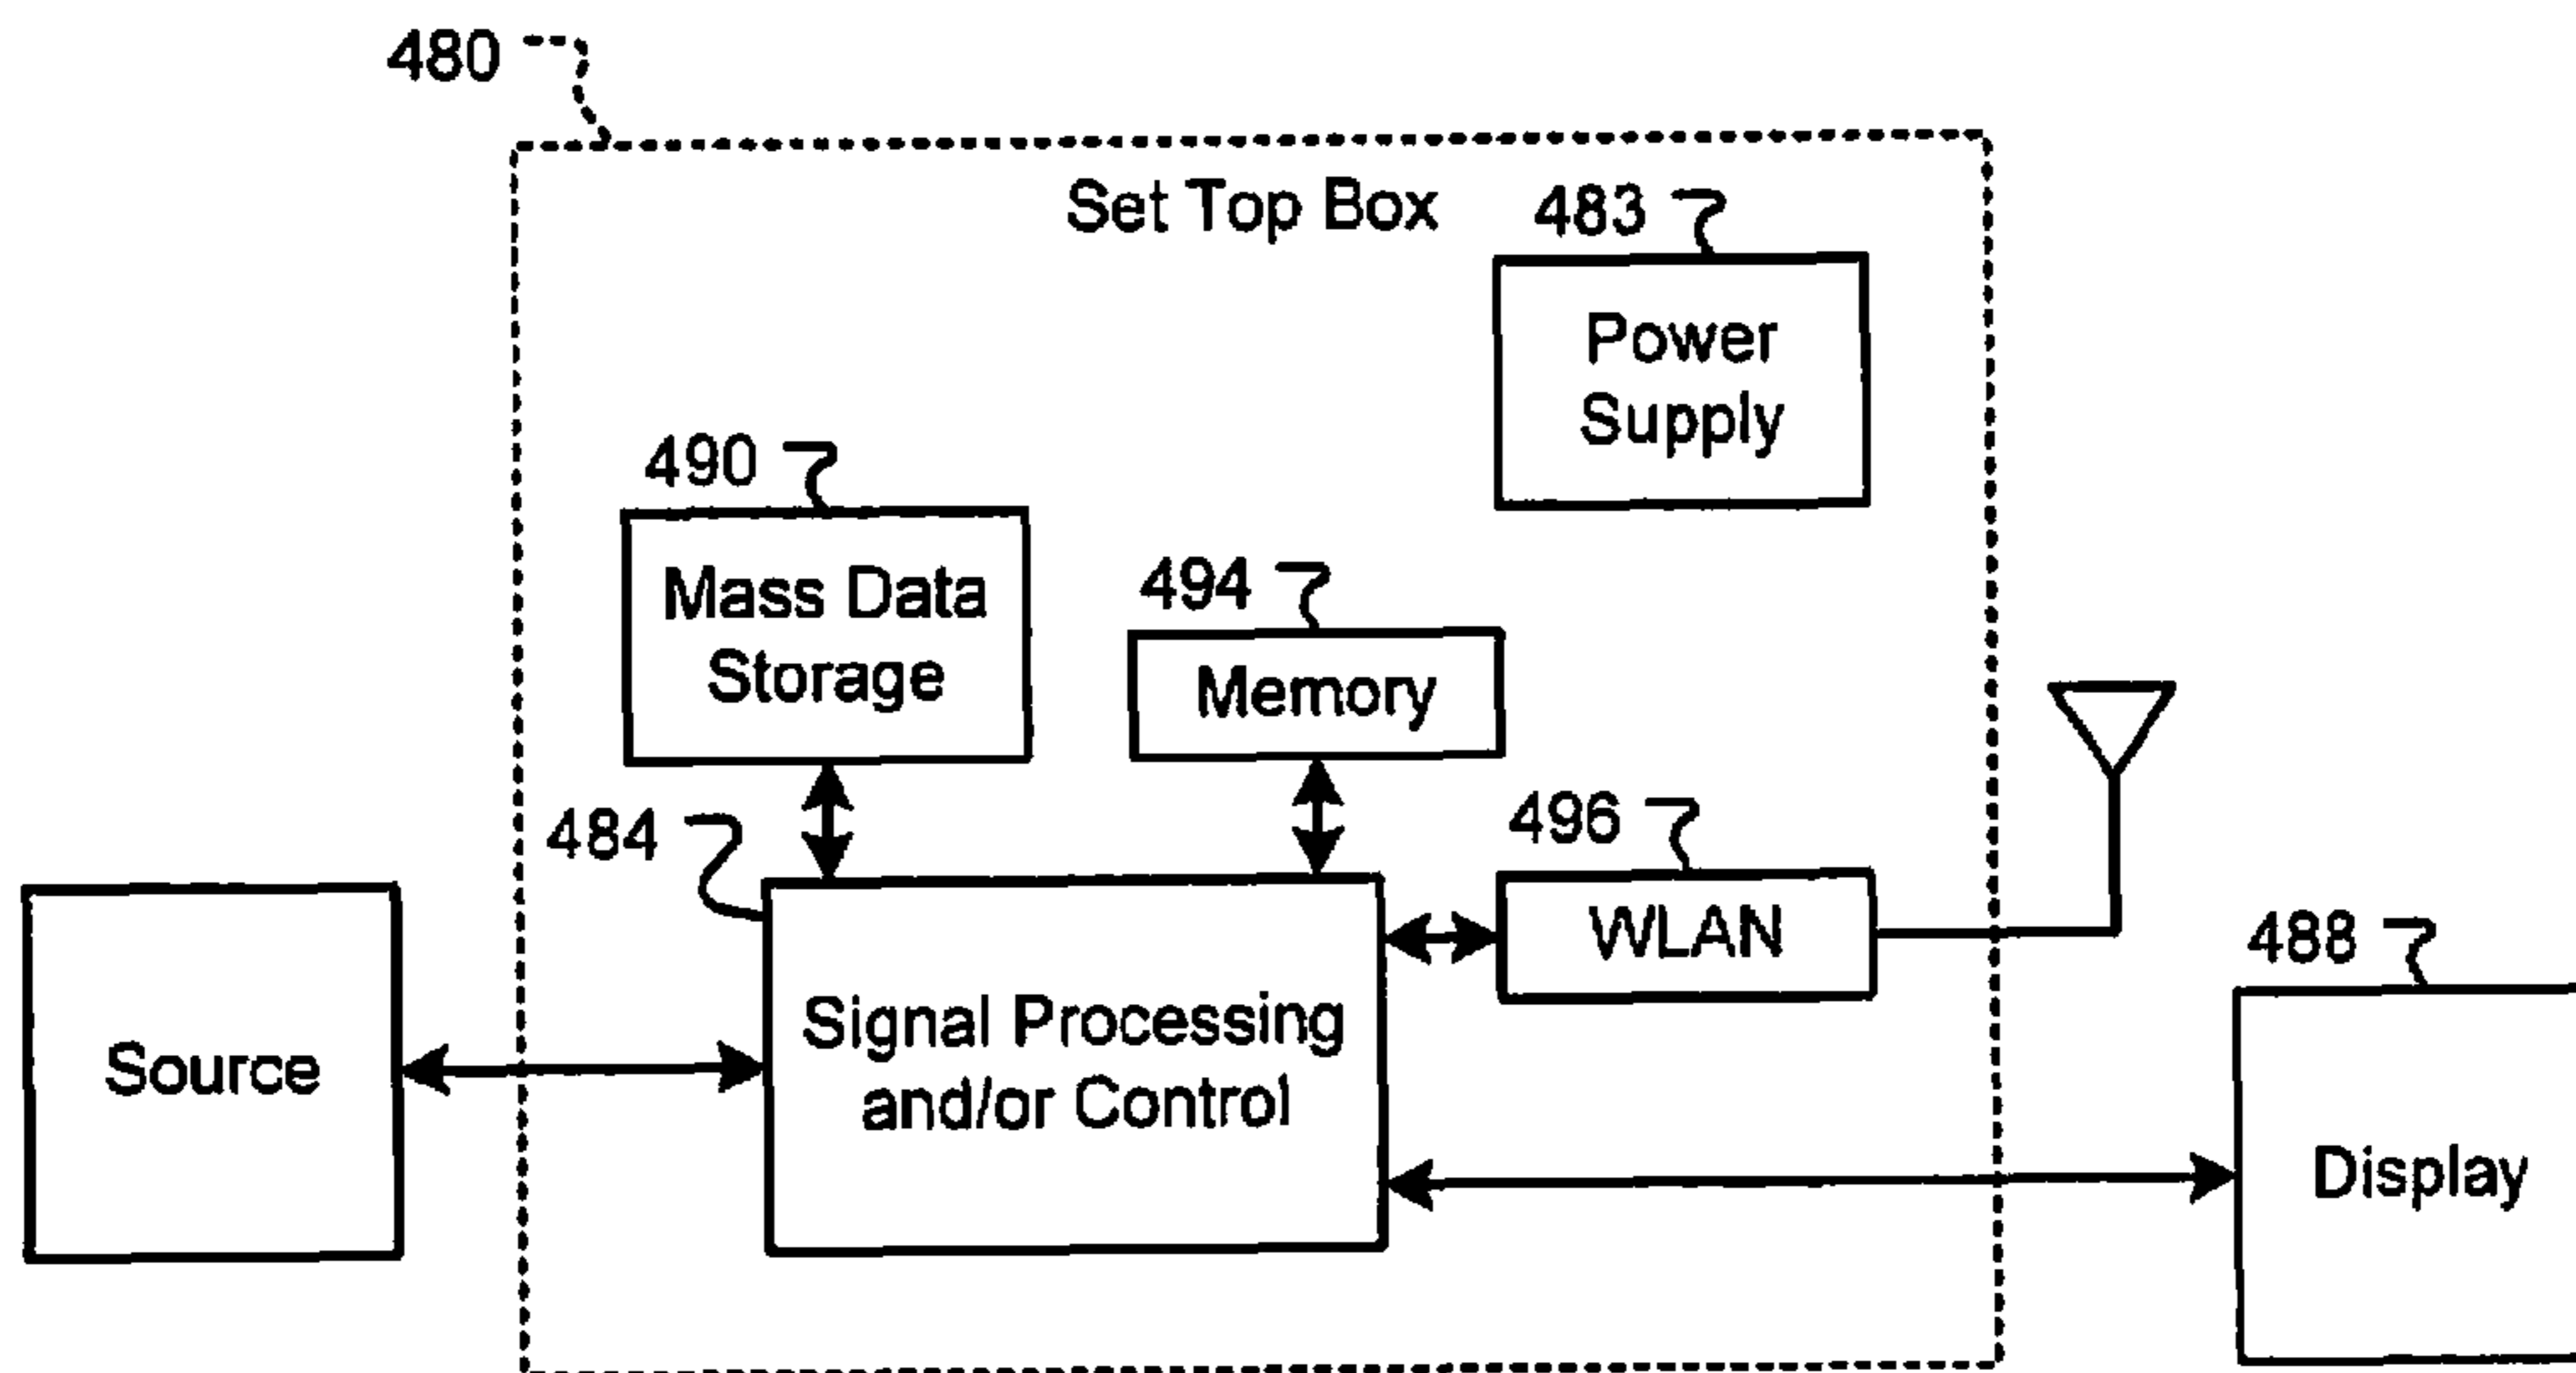 480
Set Top Box
483
Power
Supply
490
Mass Data
Storage
494
Memory
484
496
WLAN
488
Source
Signal Processing
and/or Control
Display